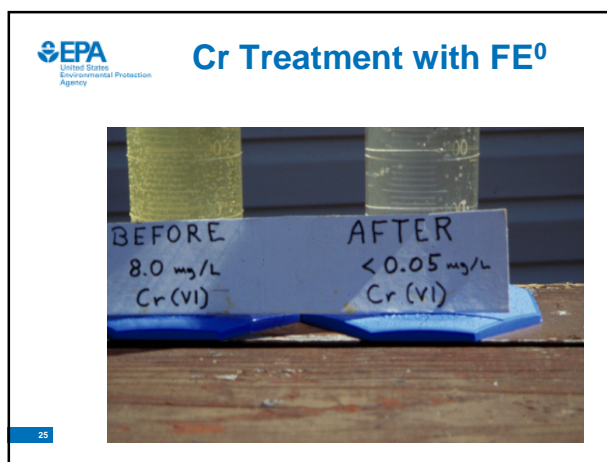 EPA
United States
Environmental Protection
Agency
Cr Treatment with FE⁰
BEFORE
8.0 mg/L
Cr (VI)
AFTER
< 0.05 mg/L
Cr (VI)
25